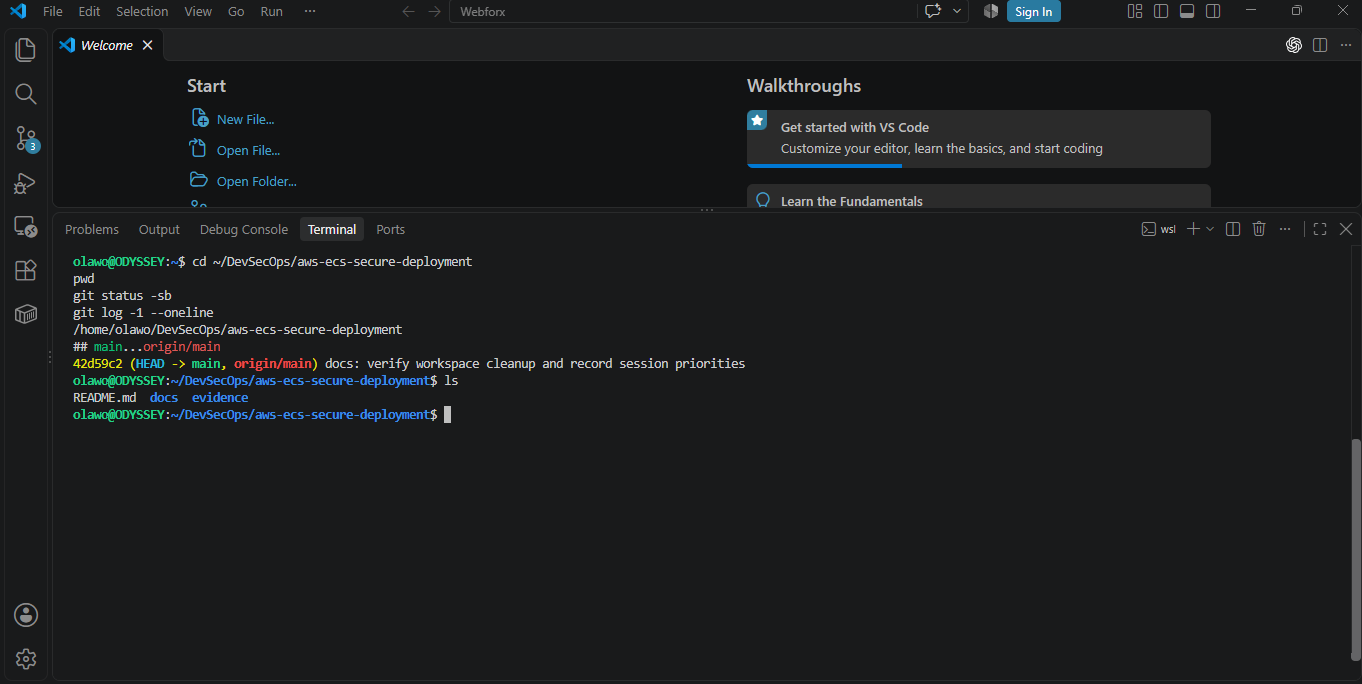 File Edit Selection View Go Run ··· Webforx Sign In
Welcome
Start
New File...
Open File...
Open Folder...
Walkthroughs
Get started with VS Code
Customize your editor, learn the basics, and start coding
Learn the Fundamentals
3
Problems Output Debug Console Terminal Ports wsl
olawo@ODYSSEY:~$ cd ~/DevSecOps/aws-ecs-secure-deployment
pwd
git status -sb
git log -1 --oneline
/home/olawo/DevSecOps/aws-ecs-secure-deployment
## main...origin/main
42d59c2 (HEAD -> main, origin/main) docs: verify workspace cleanup and record session priorities
olawo@ODYSSEY:~/DevSecOps/aws-ecs-secure-deployment$ ls
README.md docs evidence
olawo@ODYSSEY:~/DevSecOps/aws-ecs-secure-deployment$